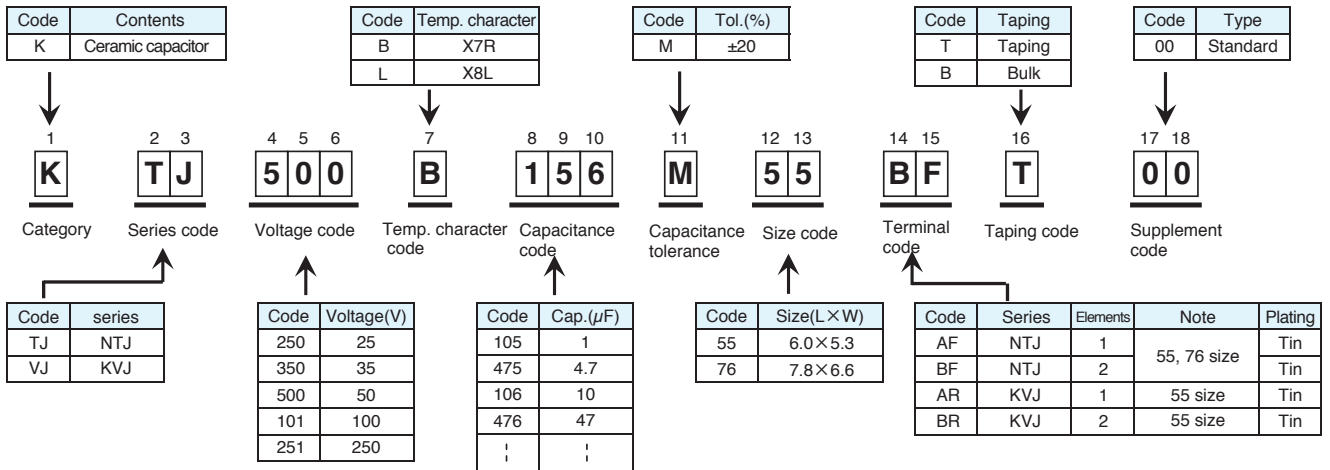 Code Contents
K Ceramic capacitor
Code Temp. character
B X7R
L X8L
Code Tol.(%)
M ±20
Code Taping
T Taping
B Bulk
Code Type
00 Standard
1 2 3 4 5 6 7 8 9 10 11 12 13 14 15 16 17 18
K T J 5 0 0 B 1 5 6 M 5 5 B F T 0 0
Category
Series code
Voltage code
Temp. character
code
Capacitance
code
Capacitance
tolerance
Size code
Terminal
code
Taping code
Supplement
code
Code series
TJ NTJ
VJ KVJ
Code Voltage(V)
250 25
350 35
500 50
101 100
251 250
Code Cap.(µF)
105 1
475 4.7
106 10
476 47
Code Size(L×W)
55 6.0×5.3
76 7.8×6.6
Code Series Elements Note Plating
AF NTJ 1 55, 76 size Tin
BF NTJ 2 Tin
AR KVJ 1 55 size Tin
BR KVJ 2 55 size Tin